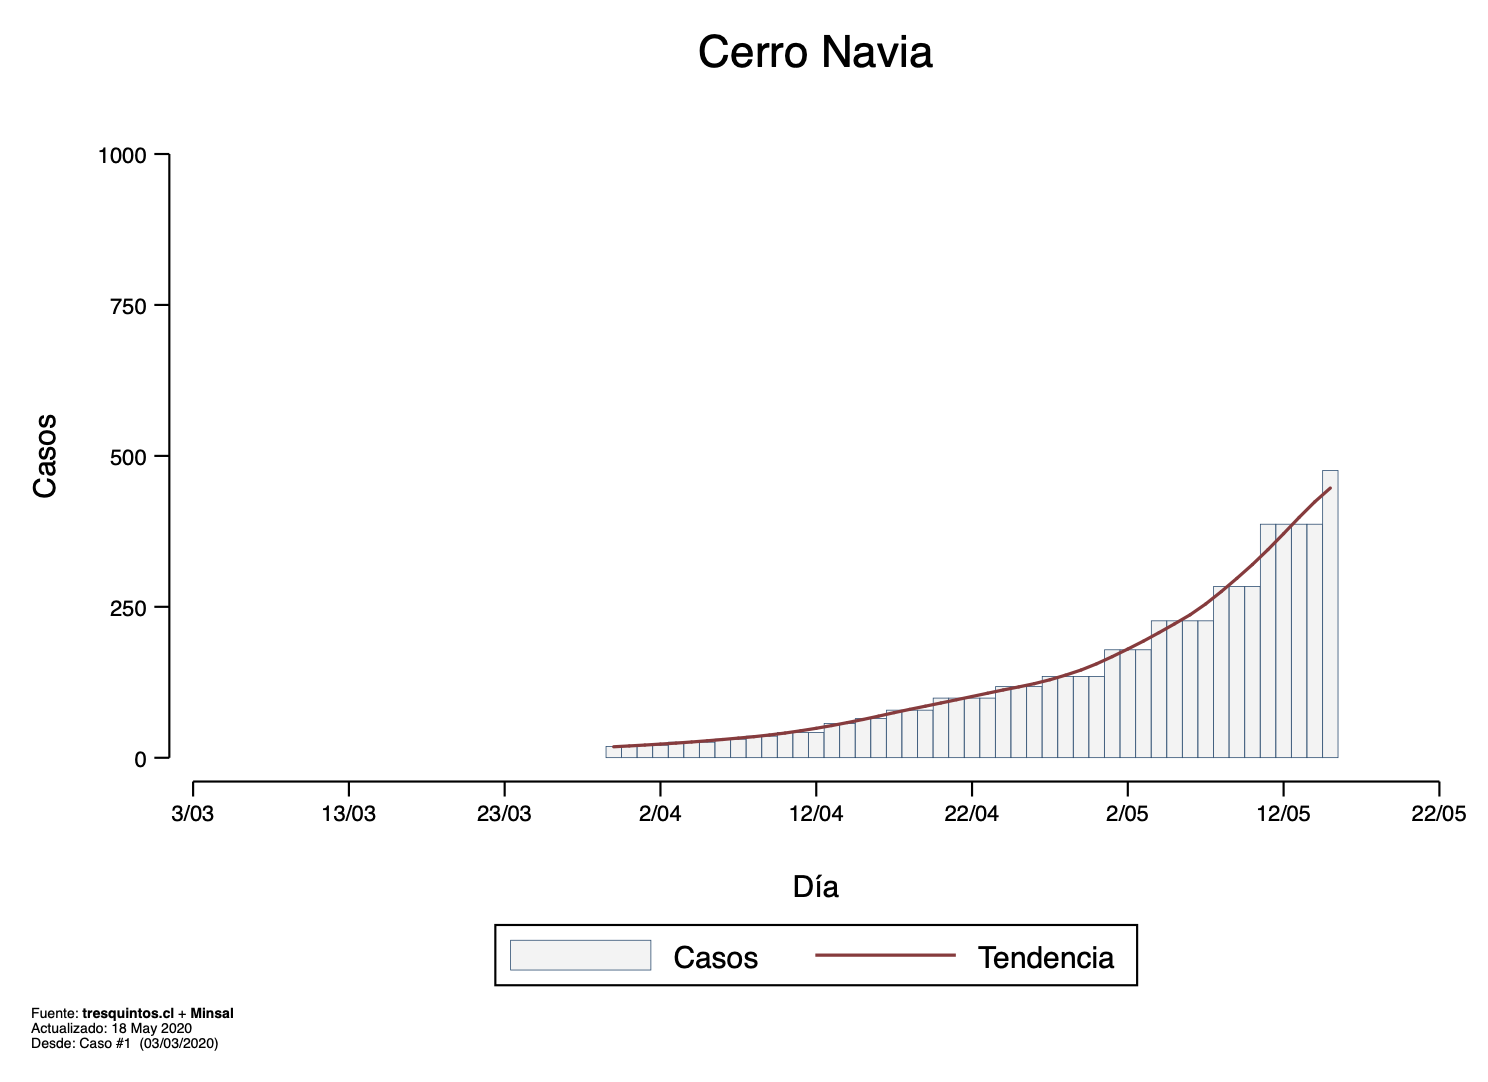 Cerro Navia
1000
750
500
250
0
Casos
3/03 13/03 23/03 2/04 12/04 22/04 2/05 12/05 22/05
Día
Casos Tendencia
Fuente: tresquintos.cl + Minsal
Actualizado: 18 May 2020
Desde: Caso #1 (03/03/2020)